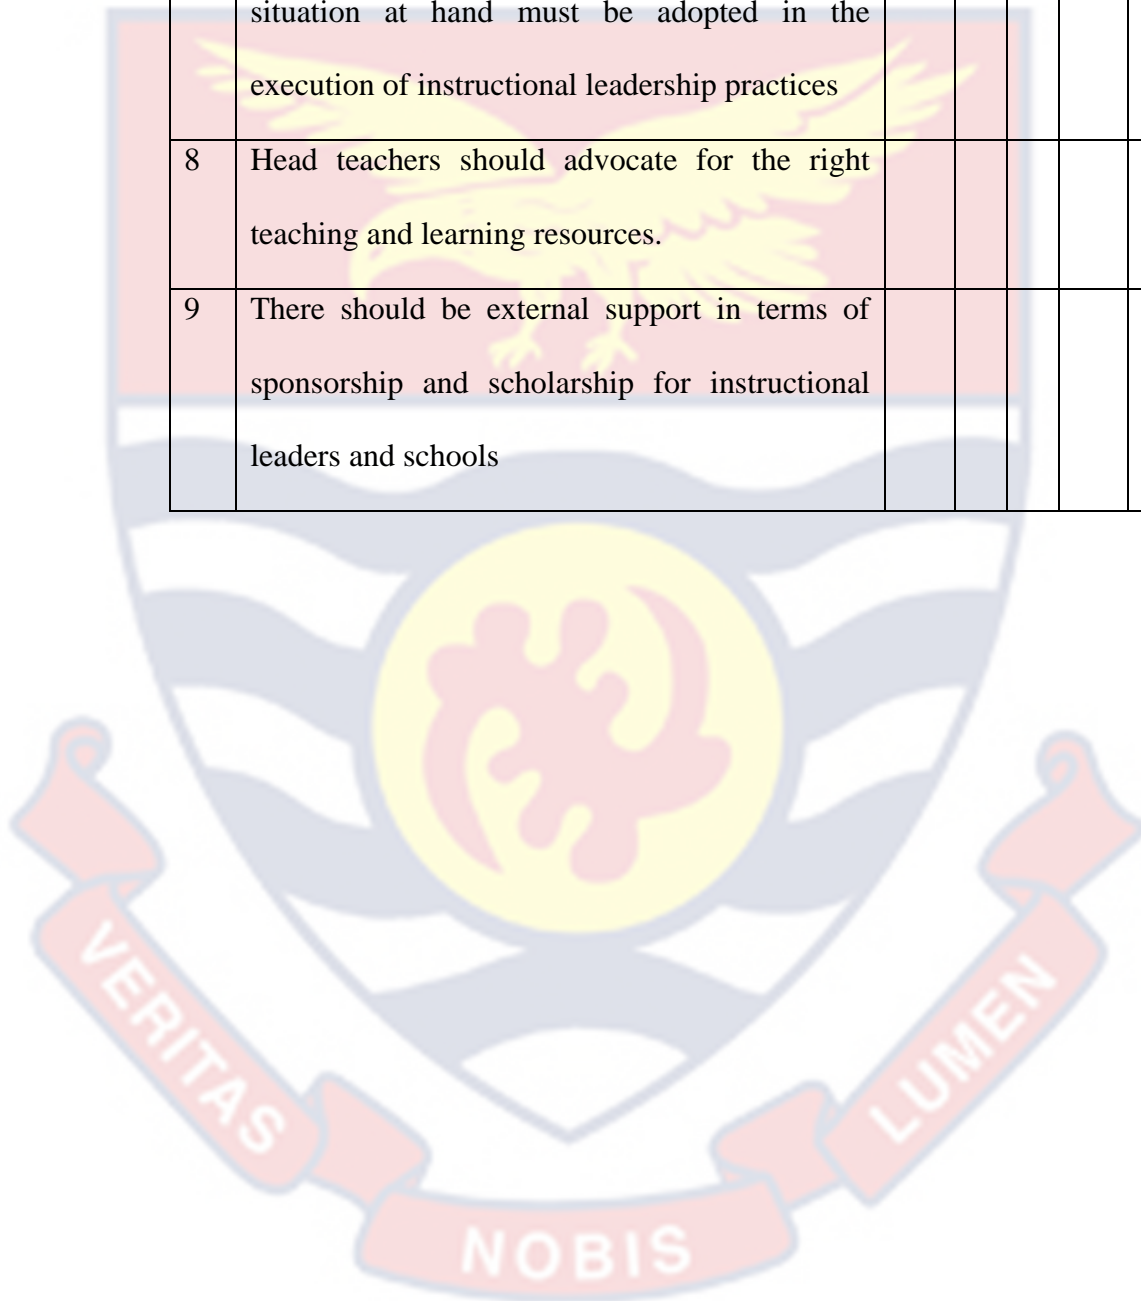 situation at hand must be adopted in the
execution of instructional leadership practices
8 Head teachers should advocate for the right
teaching and learning resources.
9 There should be external support in terms of
sponsorship and scholarship for instructional
leaders and schools
VERITAS
NOBIS
LUMEN